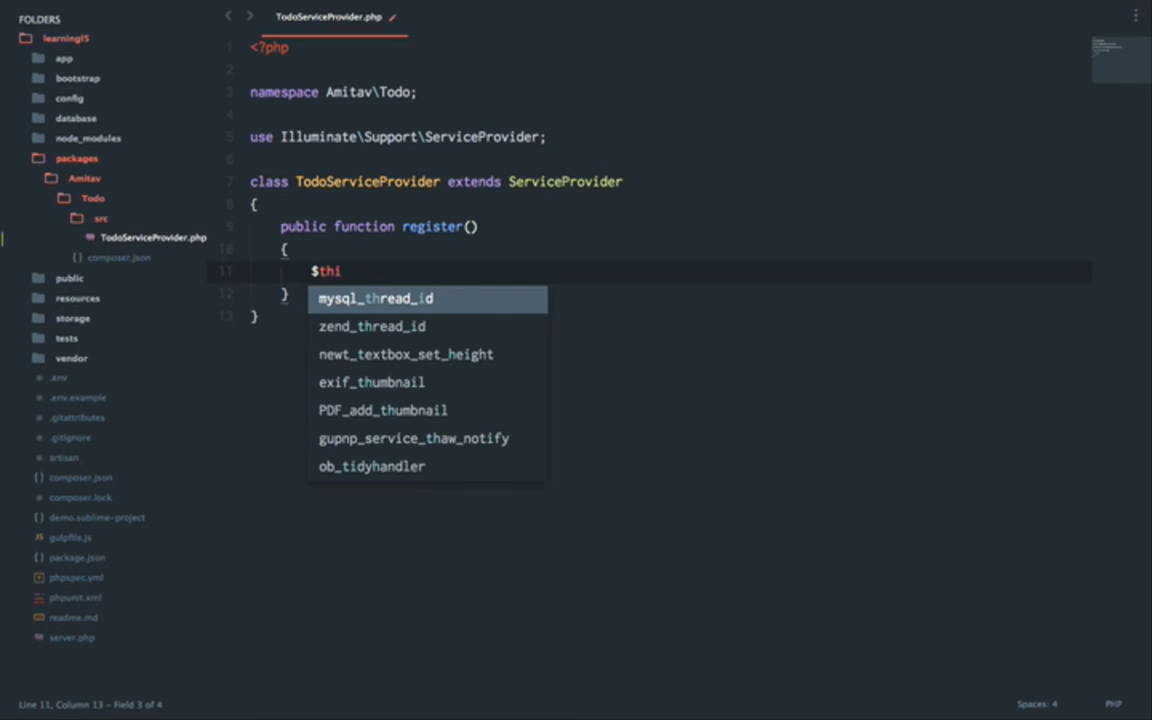 FOLDERS
learningl5
app
bootstrap
config
database
node_modules
packages
Amitav
Todo
src
TodoServiceProvider.php
composer.json
public
resources
storage
tests
vendor
.env
.env.example
.gitattributes
.gitignore
artisan
composer.json
composer.lock
demo.sublime-project
gulpfile.js
package.json
phpspec.yml
phpunit.xml
readme.md
server.php
TodoServiceProvider.php
1 <?php
2
3 namespace Amitav\Todo;
4
5 use Illuminate\Support\ServiceProvider;
6
7 class TodoServiceProvider extends ServiceProvider
8 {
9 public function register()
10 {
11 $thi
12 }
13 }
mysql_thread_id
zend_thread_id
newt_textbox_set_height
exif_thumbnail
PDF_add_thumbnail
gupnp_service_thaw_notify
ob_tidyhandler
Line 11, Column 13 – Field 3 of 4
Spaces: 4
PHP